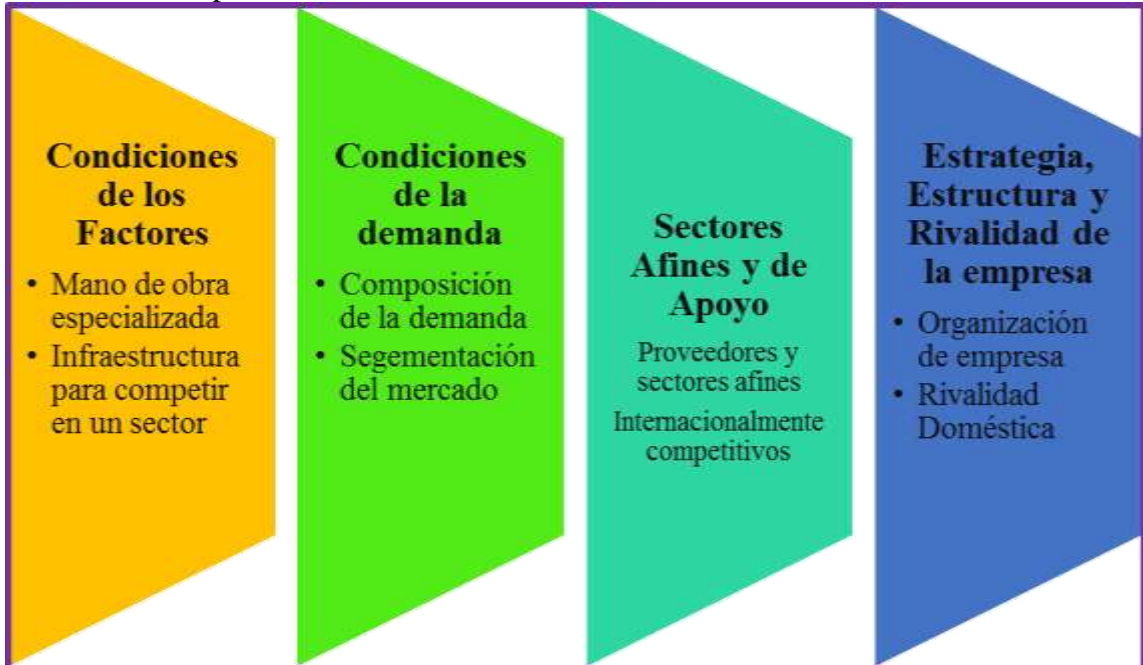 Condiciones
de los
Factores
• Mano de obra
especializada
• Infraestructura
para competir
en un sector
Condiciones
de la
demanda
• Composición
de la demanda
• Segementación
del mercado
Sectores
Afines y de
Apoyo
Proveedores y
sectores afines
Internacionalmente
competitivos
Estrategia,
Estructura y
Rivalidad de
la empresa
• Organización
de empresa
• Rivalidad
Doméstica